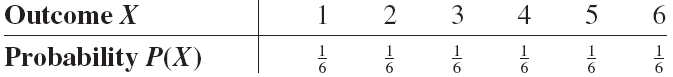 Outcome X 1 2 3 4 5 6
Probability P(X) 1/6 1/6 1/6 1/6 1/6 1/6